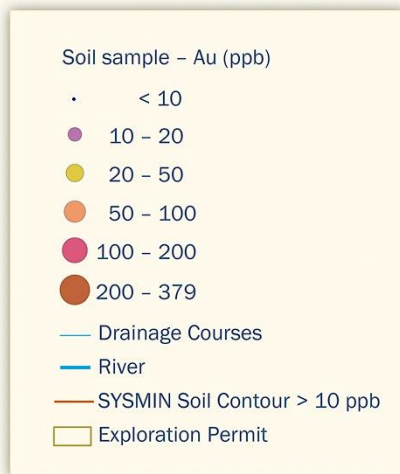 Soil sample – Au (ppb)
< 10
10 – 20
20 – 50
50 – 100
100 – 200
200 – 379
Drainage Courses
River
SYSMIN Soil Contour > 10 ppb
Exploration Permit